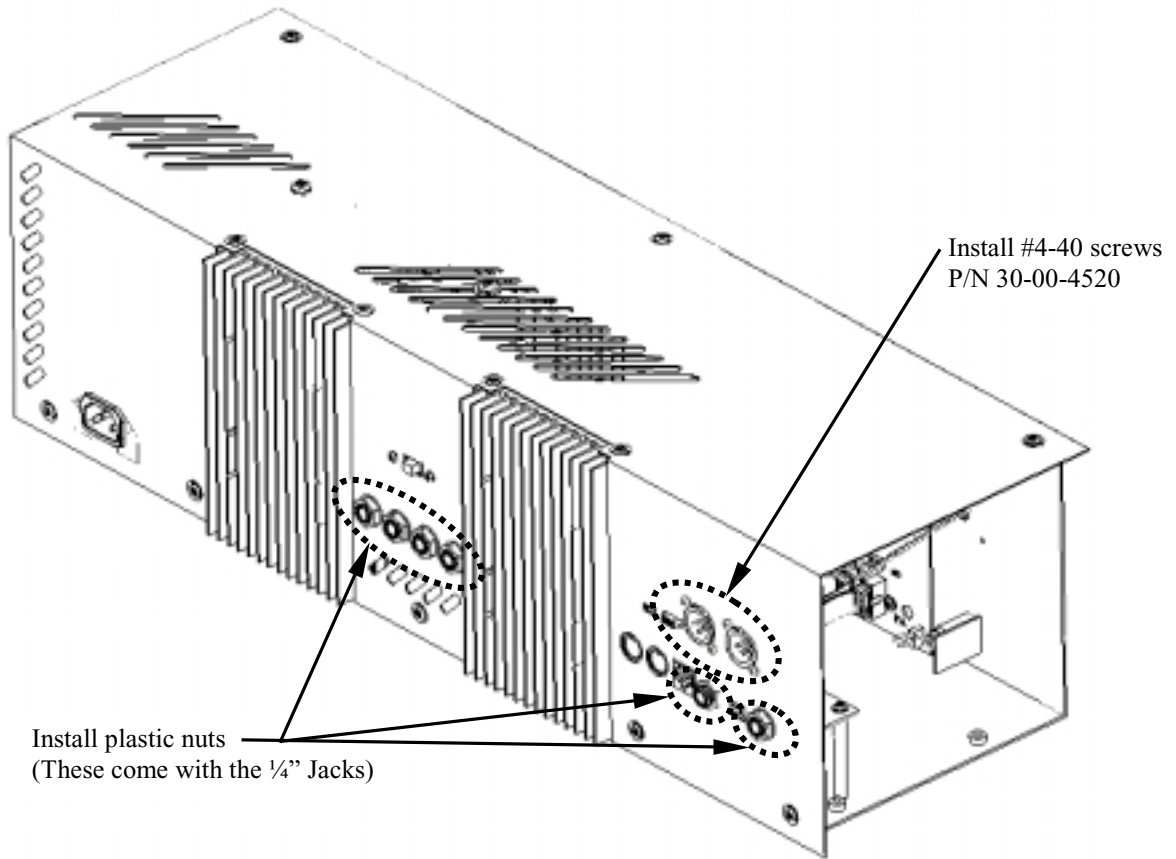 Install #4-40 screws
P/N 30-00-4520
Install plastic nuts
(These come with the ¼” Jacks)